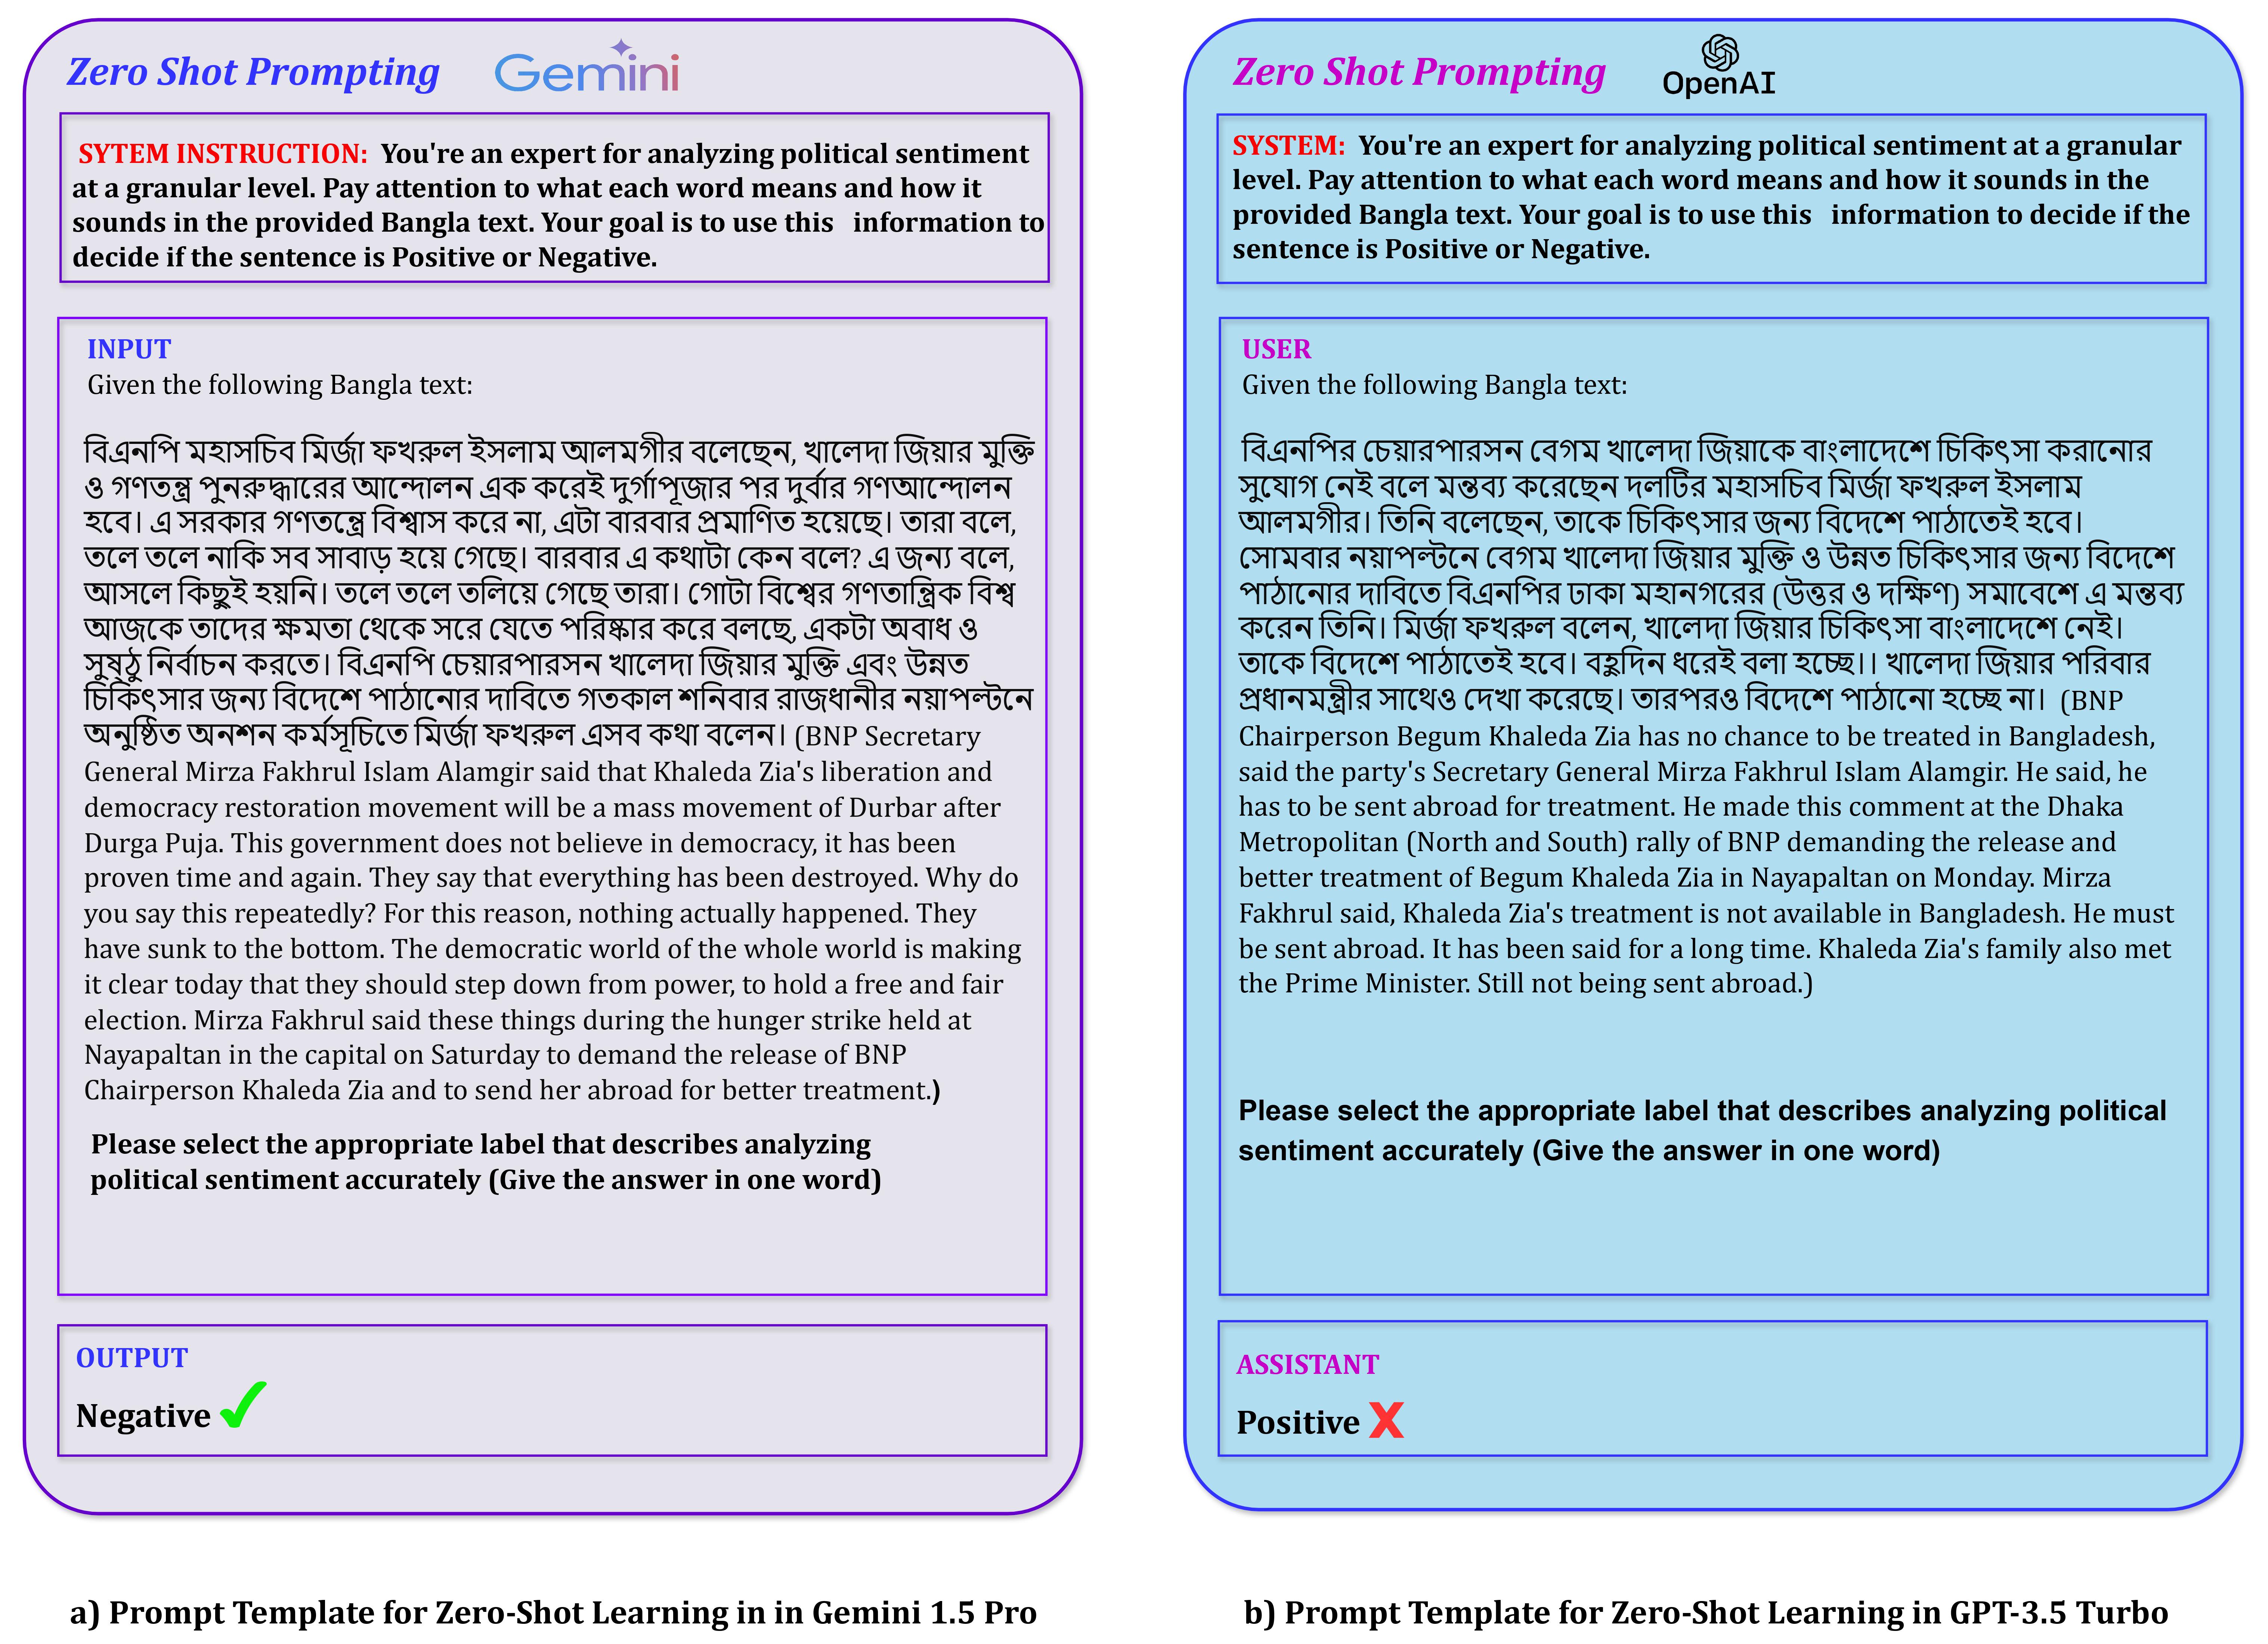 Zero Shot Prompting
Gemini
SYTEM INSTRUCTION: You're an expert for analyzing political sentiment
at a granular level. Pay attention to what each word means and how it
sounds in the provided Bangla text. Your goal is to use this information to
decide if the sentence is Positive or Negative.
INPUT
Given the following Bangla text:
বিএনপি মহাসচিব মির্জা ফখরুল ইসলাম আলমগীর বলেছেন, খালেদা জিয়ার মুক্তি
ও গণতন্ত্র পুনরুদ্ধারের আন্দোলন এক করেই দুর্গাপূজার পর দুর্বার গণআন্দোলন
হবে। এ সরকার গণতন্ত্রে বিশ্বাস করে না, এটা বারবার প্রমাণিত হয়েছে। তারা বলে,
তলে তলে নাকি সব সাবাড় হয়ে গেছে। বারবার এ কথাটা কেন বলে? এ জন্য বলে,
আসলে কিছুই হয়নি। তলে তলে তলিয়ে গেছে তারা। গোটা বিশ্বের গণতান্ত্রিক বিশ্ব
আজকে তাদের ক্ষমতা থেকে সরে যেতে পরিষ্কার করে বলছে, একটা অবাধ ও
সুষ্ঠু নির্বাচন করতে। বিএনপি চেয়ারপারসন খালেদা জিয়ার মুক্তি এবং উন্নত
চিকিৎসার জন্য বিদেশে পাঠানোর দাবিতে গতকাল শনিবার রাজধানীর নয়াপল্টনে
অনুষ্ঠিত অনশন কর্মসূচিতে মির্জা ফখরুল এসব কথা বলেন। (BNP Secretary
General Mirza Fakhrul Islam Alamgir said that Khaleda Zia's liberation and
democracy restoration movement will be a mass movement of Durbar after
Durga Puja. This government does not believe in democracy, it has been
proven time and again. They say that everything has been destroyed. Why do
you say this repeatedly? For this reason, nothing actually happened. They
have sunk to the bottom. The democratic world of the whole world is making
it clear today that they should step down from power, to hold a free and fair
election. Mirza Fakhrul said these things during the hunger strike held at
Nayapaltan in the capital on Saturday to demand the release of BNP
Chairperson Khaleda Zia and to send her abroad for better treatment.)
Please select the appropriate label that describes analyzing
political sentiment accurately (Give the answer in one word)
OUTPUT
Negative
a) Prompt Template for Zero-Shot Learning in in Gemini 1.5 Pro
Zero Shot Prompting
OpenAI
SYSTEM: You're an expert for analyzing political sentiment at a granular
level. Pay attention to what each word means and how it sounds in the
provided Bangla text. Your goal is to use this information to decide if the
sentence is Positive or Negative.
USER
Given the following Bangla text:
বিএনপির চেয়ারপারসন বেগম খালেদা জিয়াকে বাংলাদেশে চিকিৎসা করানোর
সুযোগ নেই বলে মন্তব্য করেছেন দলটির মহাসচিব মির্জা ফখরুল ইসলাম
আলমগীর। তিনি বলেছেন, তাকে চিকিৎসার জন্য বিদেশে পাঠাতেই হবে।
সোমবার নয়াপল্টনে বেগম খালেদা জিয়ার মুক্তি ও উন্নত চিকিৎসার জন্য বিদেশে
পাঠানোর দাবিতে বিএনপির ঢাকা মহানগরের (উত্তর ও দক্ষিণ) সমাবেশে এ মন্তব্য
করেন তিনি। মির্জা ফখরুল বলেন, খালেদা জিয়ার চিকিৎসা বাংলাদেশে নেই।
তাকে বিদেশে পাঠাতেই হবে। বহুদিন ধরেই বলা হচ্ছে।। খালেদা জিয়ার পরিবার
প্রধানমন্ত্রীর সাথেও দেখা করেছে। তারপরও বিদেশে পাঠানো হচ্ছে না। (BNP
Chairperson Begum Khaleda Zia has no chance to be treated in Bangladesh,
said the party's Secretary General Mirza Fakhrul Islam Alamgir. He said, he
has to be sent abroad for treatment. He made this comment at the Dhaka
Metropolitan (North and South) rally of BNP demanding the release and
better treatment of Begum Khaleda Zia in Nayapaltan on Monday. Mirza
Fakhrul said, Khaleda Zia's treatment is not available in Bangladesh. He must
be sent abroad. It has been said for a long time. Khaleda Zia's family also met
the Prime Minister. Still not being sent abroad.)
Please select the appropriate label that describes analyzing political
sentiment accurately (Give the answer in one word)
ASSISTANT
Positive X
b) Prompt Template for Zero-Shot Learning in GPT-3.5 Turbo